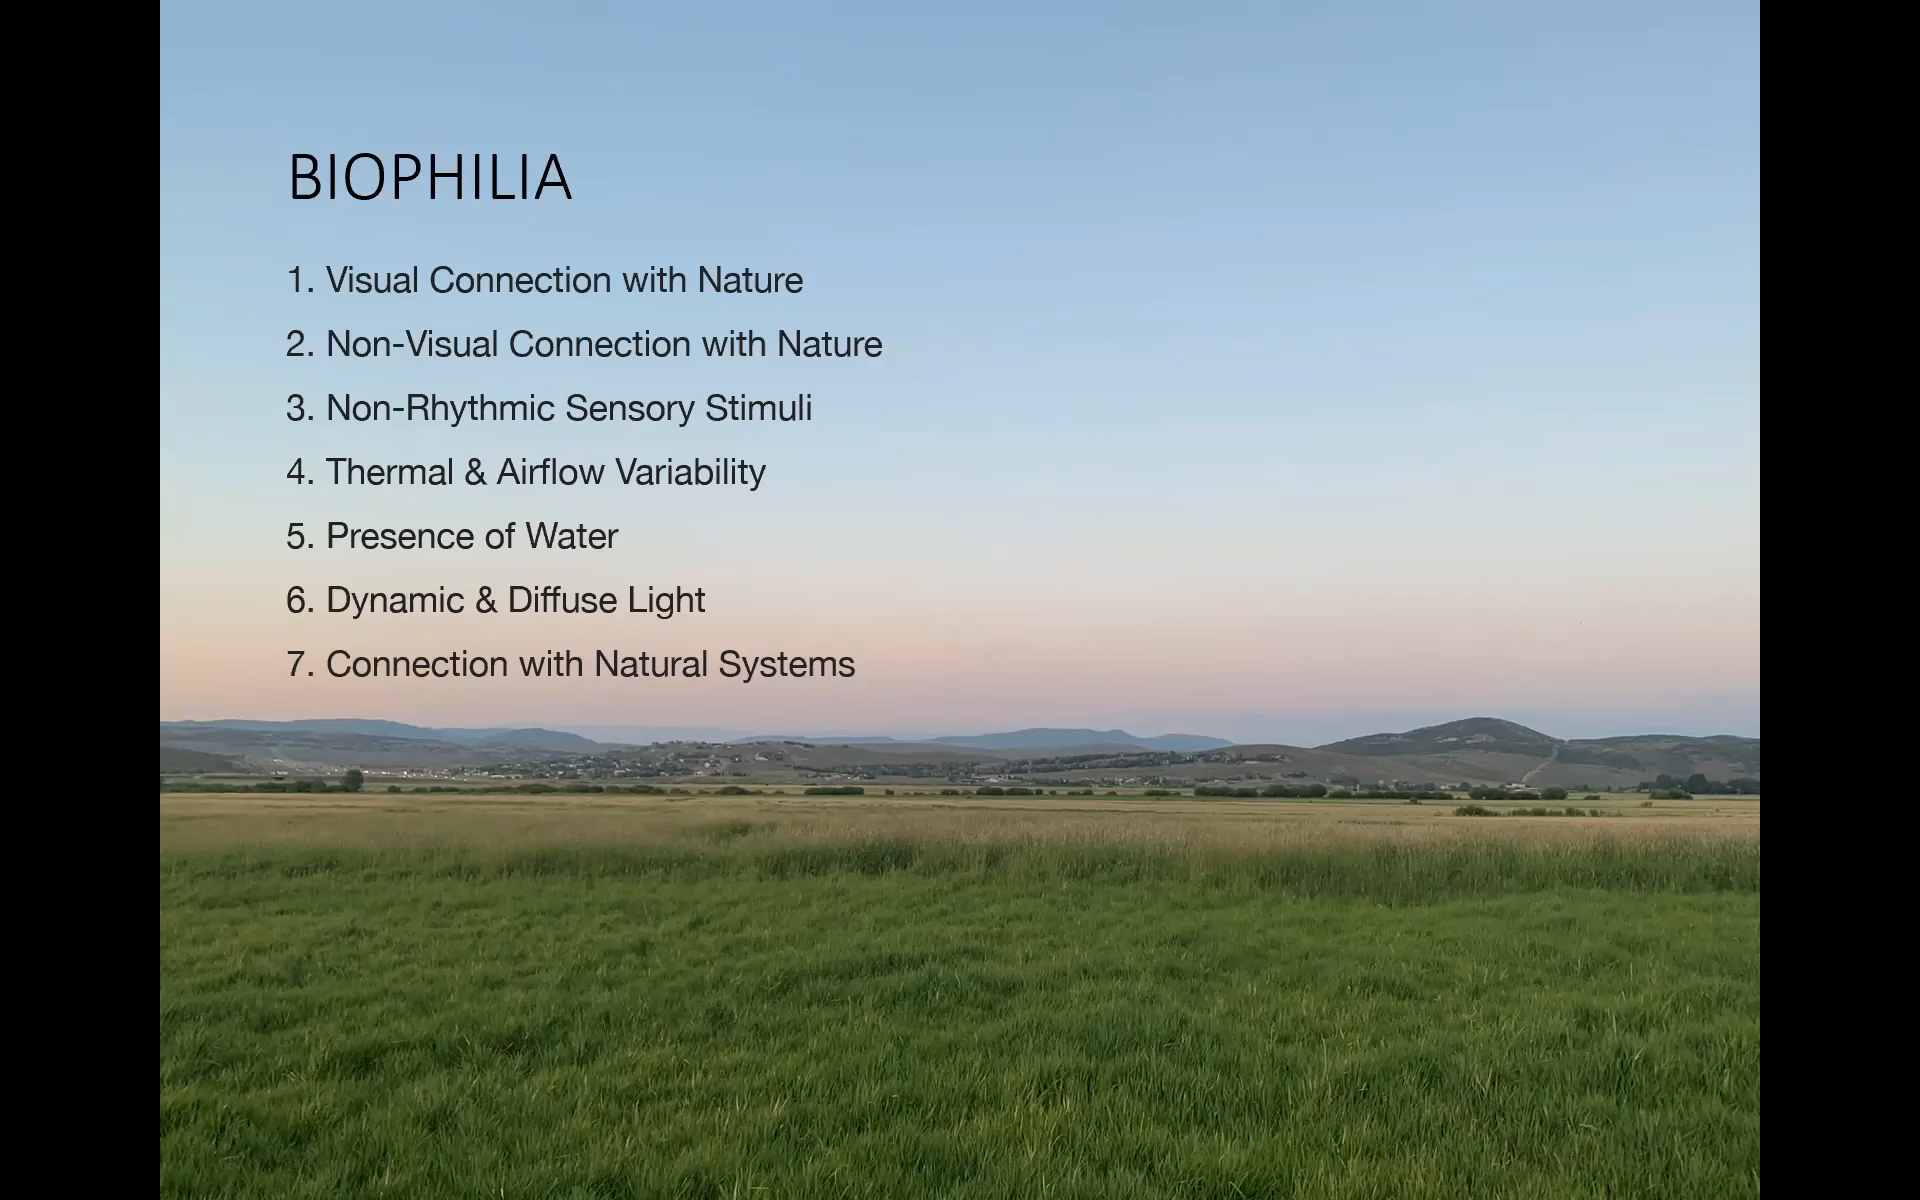 BIOPHILIA
1. Visual Connection with Nature
2. Non-Visual Connection with Nature
3. Non-Rhythmic Sensory Stimuli
4. Thermal & Airflow Variability
5. Presence of Water
6. Dynamic & Diffuse Light
7. Connection with Natural Systems